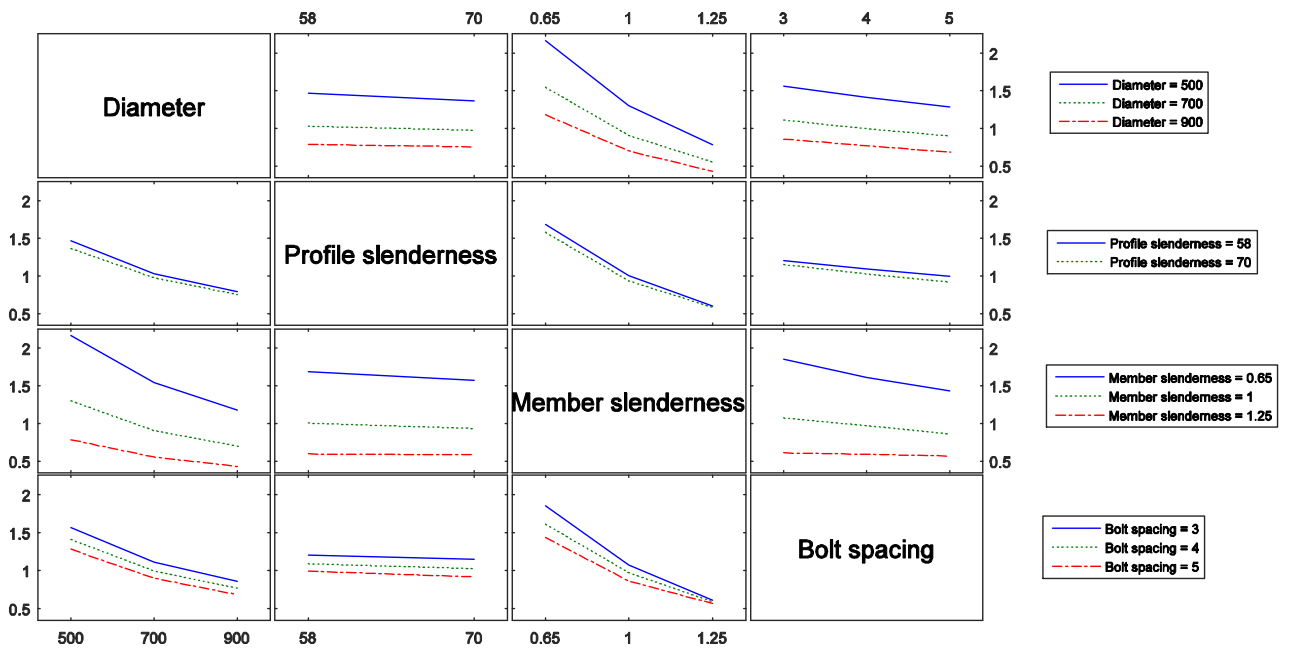 58 70 0.65 1 1.25 3 4 5
Diameter
2
1.5
1
0.5
Diameter = 500
Diameter = 700
Diameter = 900
2
1.5
1
0.5
Profile slenderness
2
1.5
1
0.5
Profile slenderness = 58
Profile slenderness = 70
2
1.5
1
0.5
Member slenderness
2
1.5
1
0.5
Member slenderness = 0.65
Member slenderness = 1
Member slenderness = 1.25
2
1.5
1
0.5
Bolt spacing
Bolt spacing = 3
Bolt spacing = 4
Bolt spacing = 5
500 700 900 58 70 0.65 1 1.25